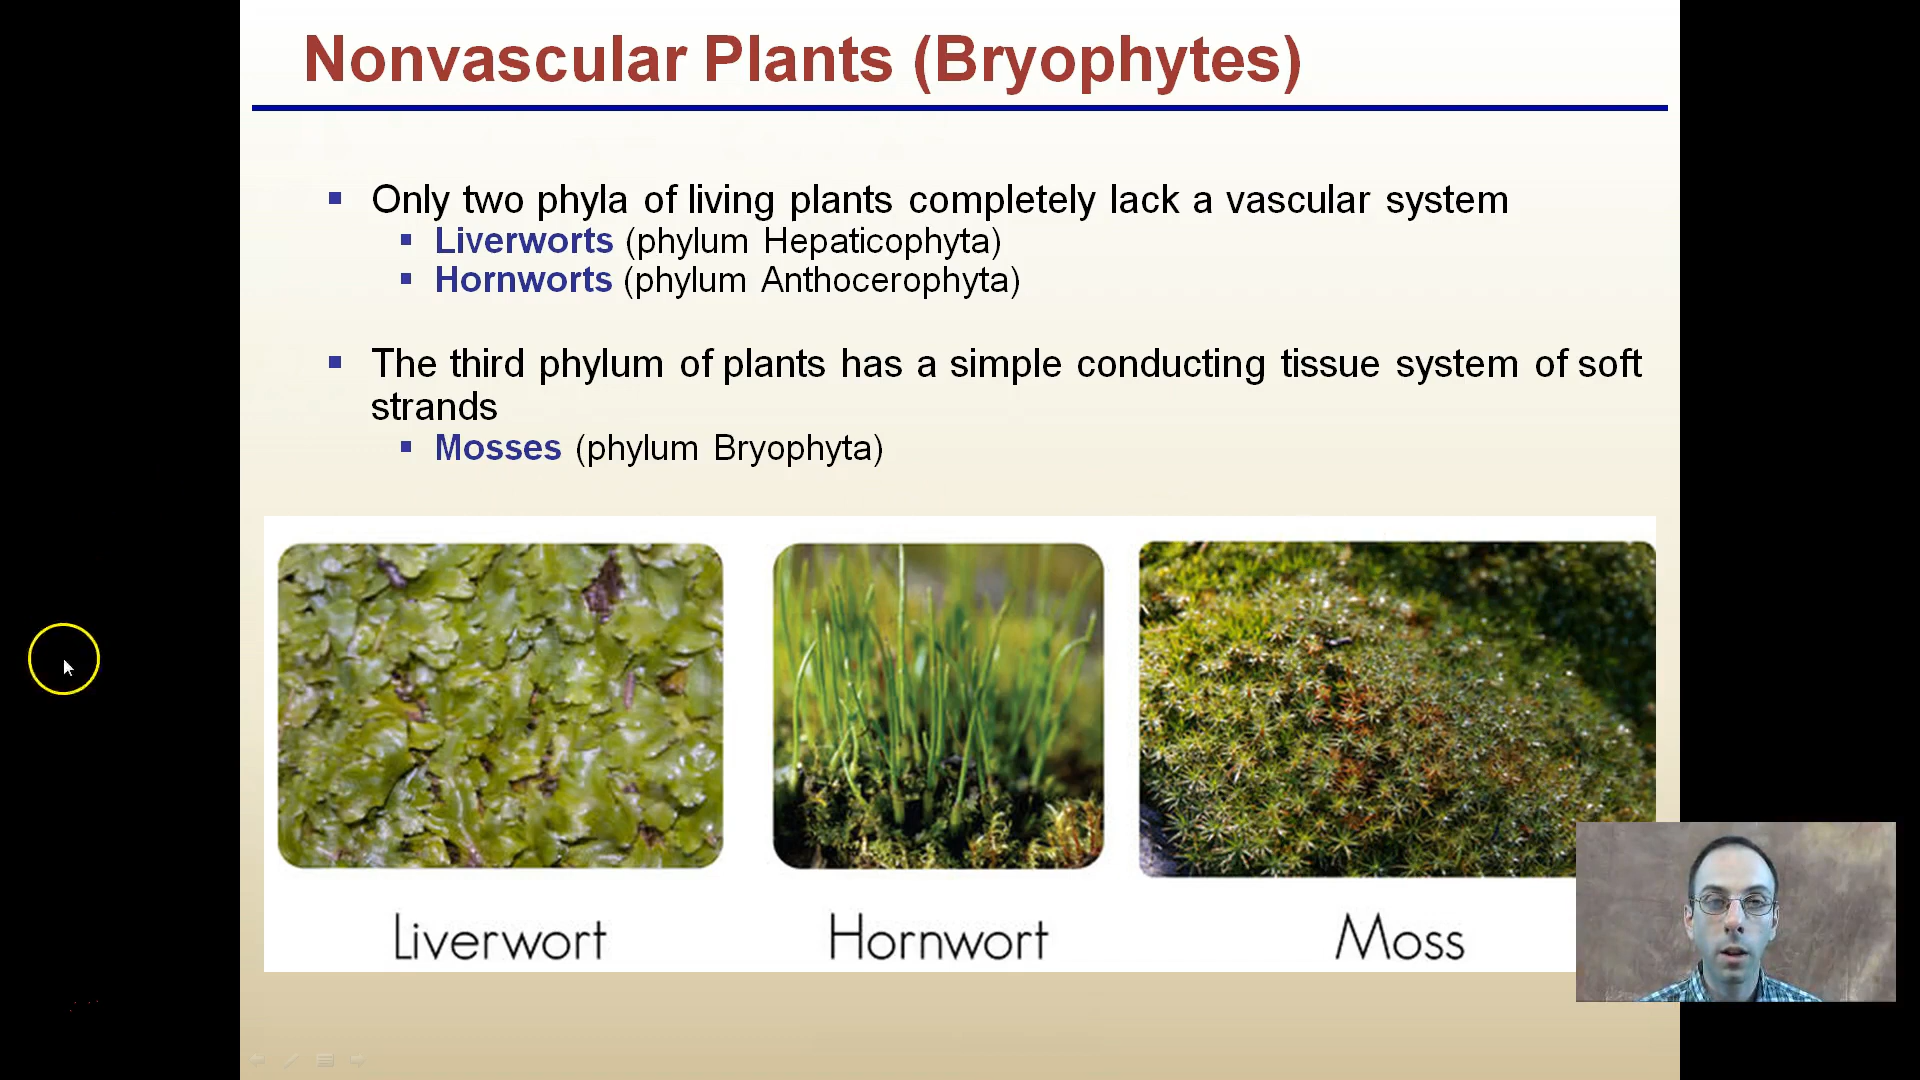 Nonvascular Plants (Bryophytes)
Only two phyla of living plants completely lack a vascular system
Liverworts (phylum Hepaticophyta)
Hornworts (phylum Anthocerophyta)
The third phylum of plants has a simple conducting tissue system of soft
strands
Mosses (phylum Bryophyta)
Liverwort
Hornwort
Moss